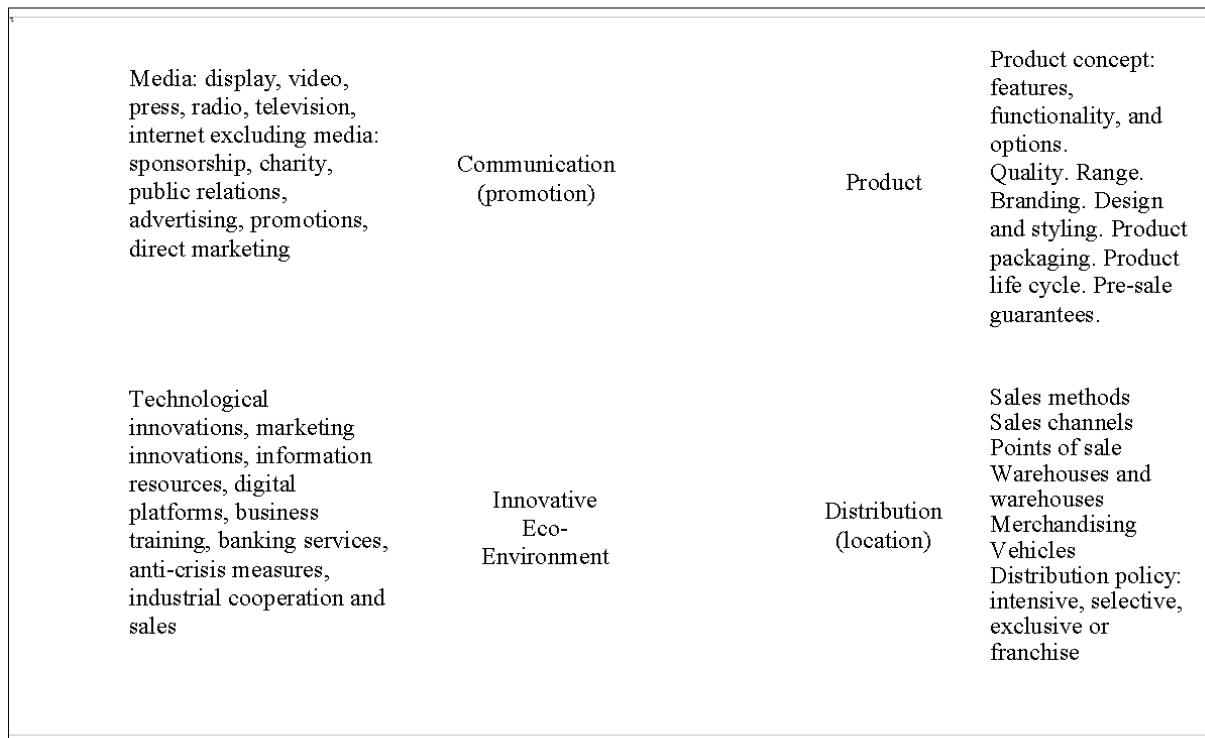 Media: display, video,
press, radio, television,
internet excluding media:
sponsorship, charity,
public relations,
advertising, promotions,
direct marketing
Communication
(promotion)
Product
Product concept:
features,
functionality, and
options.
Quality. Range.
Branding. Design
and styling. Product
packaging. Product
life cycle. Pre-sale
guarantees.
Technological
innovations, marketing
innovations, information
resources, digital
platforms, business
training, banking services,
anti-crisis measures,
industrial cooperation and
sales
Innovative
Eco-
Environment
Distribution
(location)
Sales methods
Sales channels
Points of sale
Warehouses and
warehouses
Merchandising
Vehicles
Distribution policy:
intensive, selective,
exclusive or
franchise